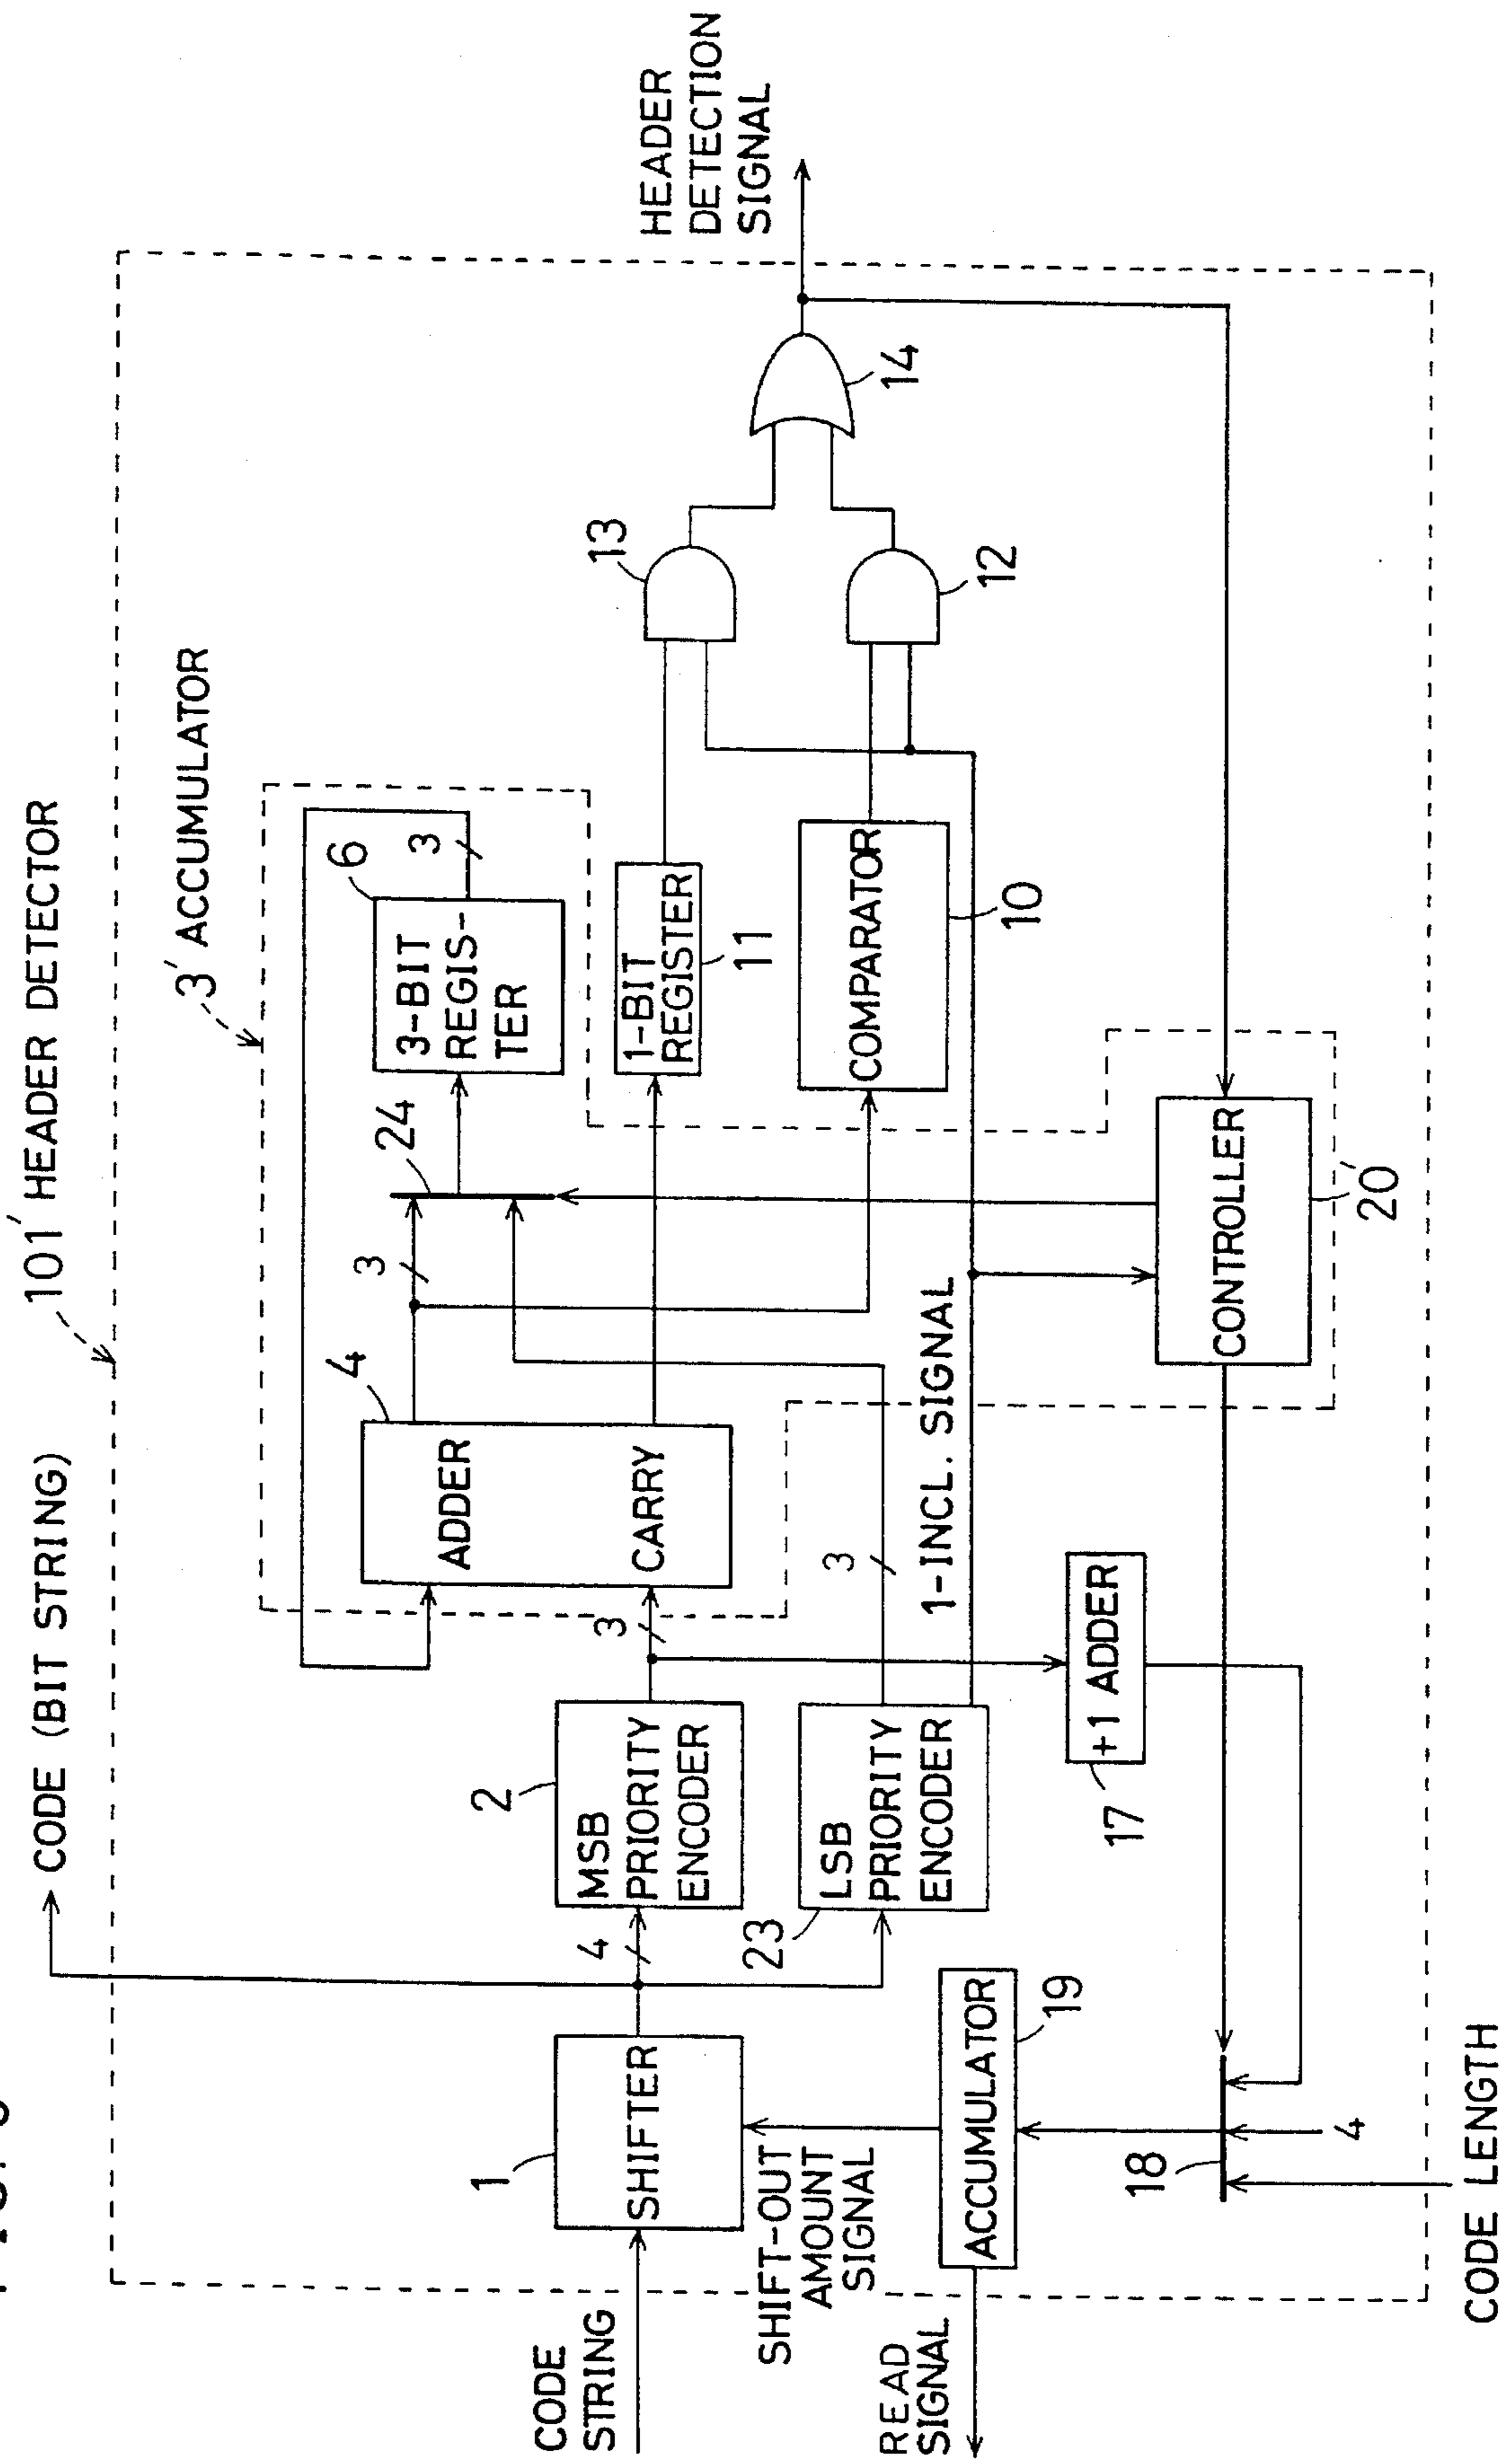 101' HEADER DETECTOR
CODE (BIT STRING)
3' ACCUMULATOR
HEADER
DETECTION
SIGNAL
3
6
3-BIT
REGIS-
TER
24
3
4
ADDER
CARRY
3
1-BIT
REGISTER
11
13
14
12
COMPARATOR
10
2
MSB
PRIORITY
ENCODER
4
1
SHIFTER
CODE
STRING
23
LSB
PRIORITY
ENCODER
3
1-INCL. SIGNAL
SHIFT-OUT
AMOUNT
SIGNAL
READ
SIGNAL
ACCUMULATOR
19
17
+1 ADDER
CONTROLLER
20'
18
4
CODE LENGTH